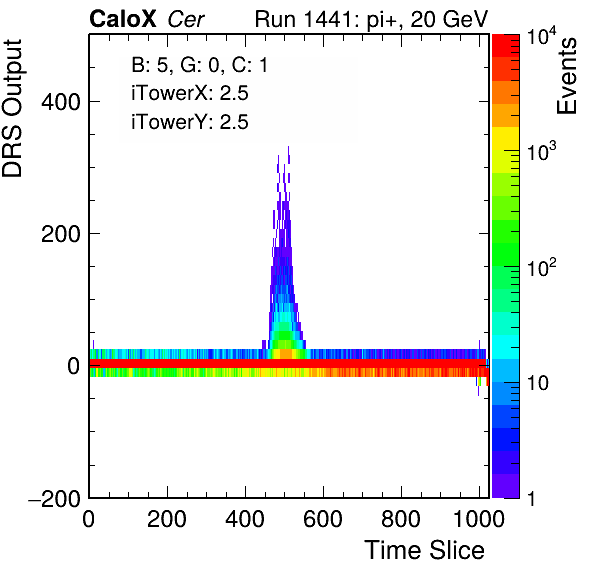 CaloX Cer Run 1441: pi+, 20 GeV
B: 5, G: 0, C: 1
iTowerX: 2.5
iTowerY: 2.5
DRS Output
400
200
0
−200
0 200 400 600 800 1000
Time Slice
Events
10^4
10^3
10^2
10
1